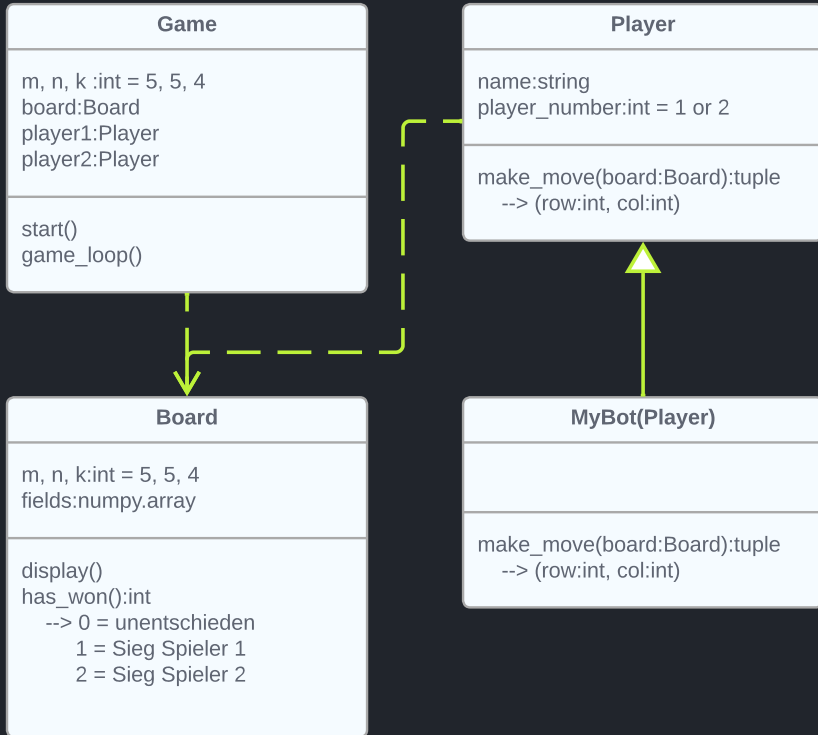 Game
m, n, k :int = 5, 5, 4
board:Board
player1:Player
player2:Player
start()
game_loop()
Player
name:string
player_number:int = 1 or 2
make_move(board:Board):tuple
--> (row:int, col:int)
Board
m, n, k:int = 5, 5, 4
fields:numpy.array
display()
has_won():int
--> 0 = unentschieden
1 = Sieg Spieler 1
2 = Sieg Spieler 2
MyBot(Player)
make_move(board:Board):tuple
--> (row:int, col:int)